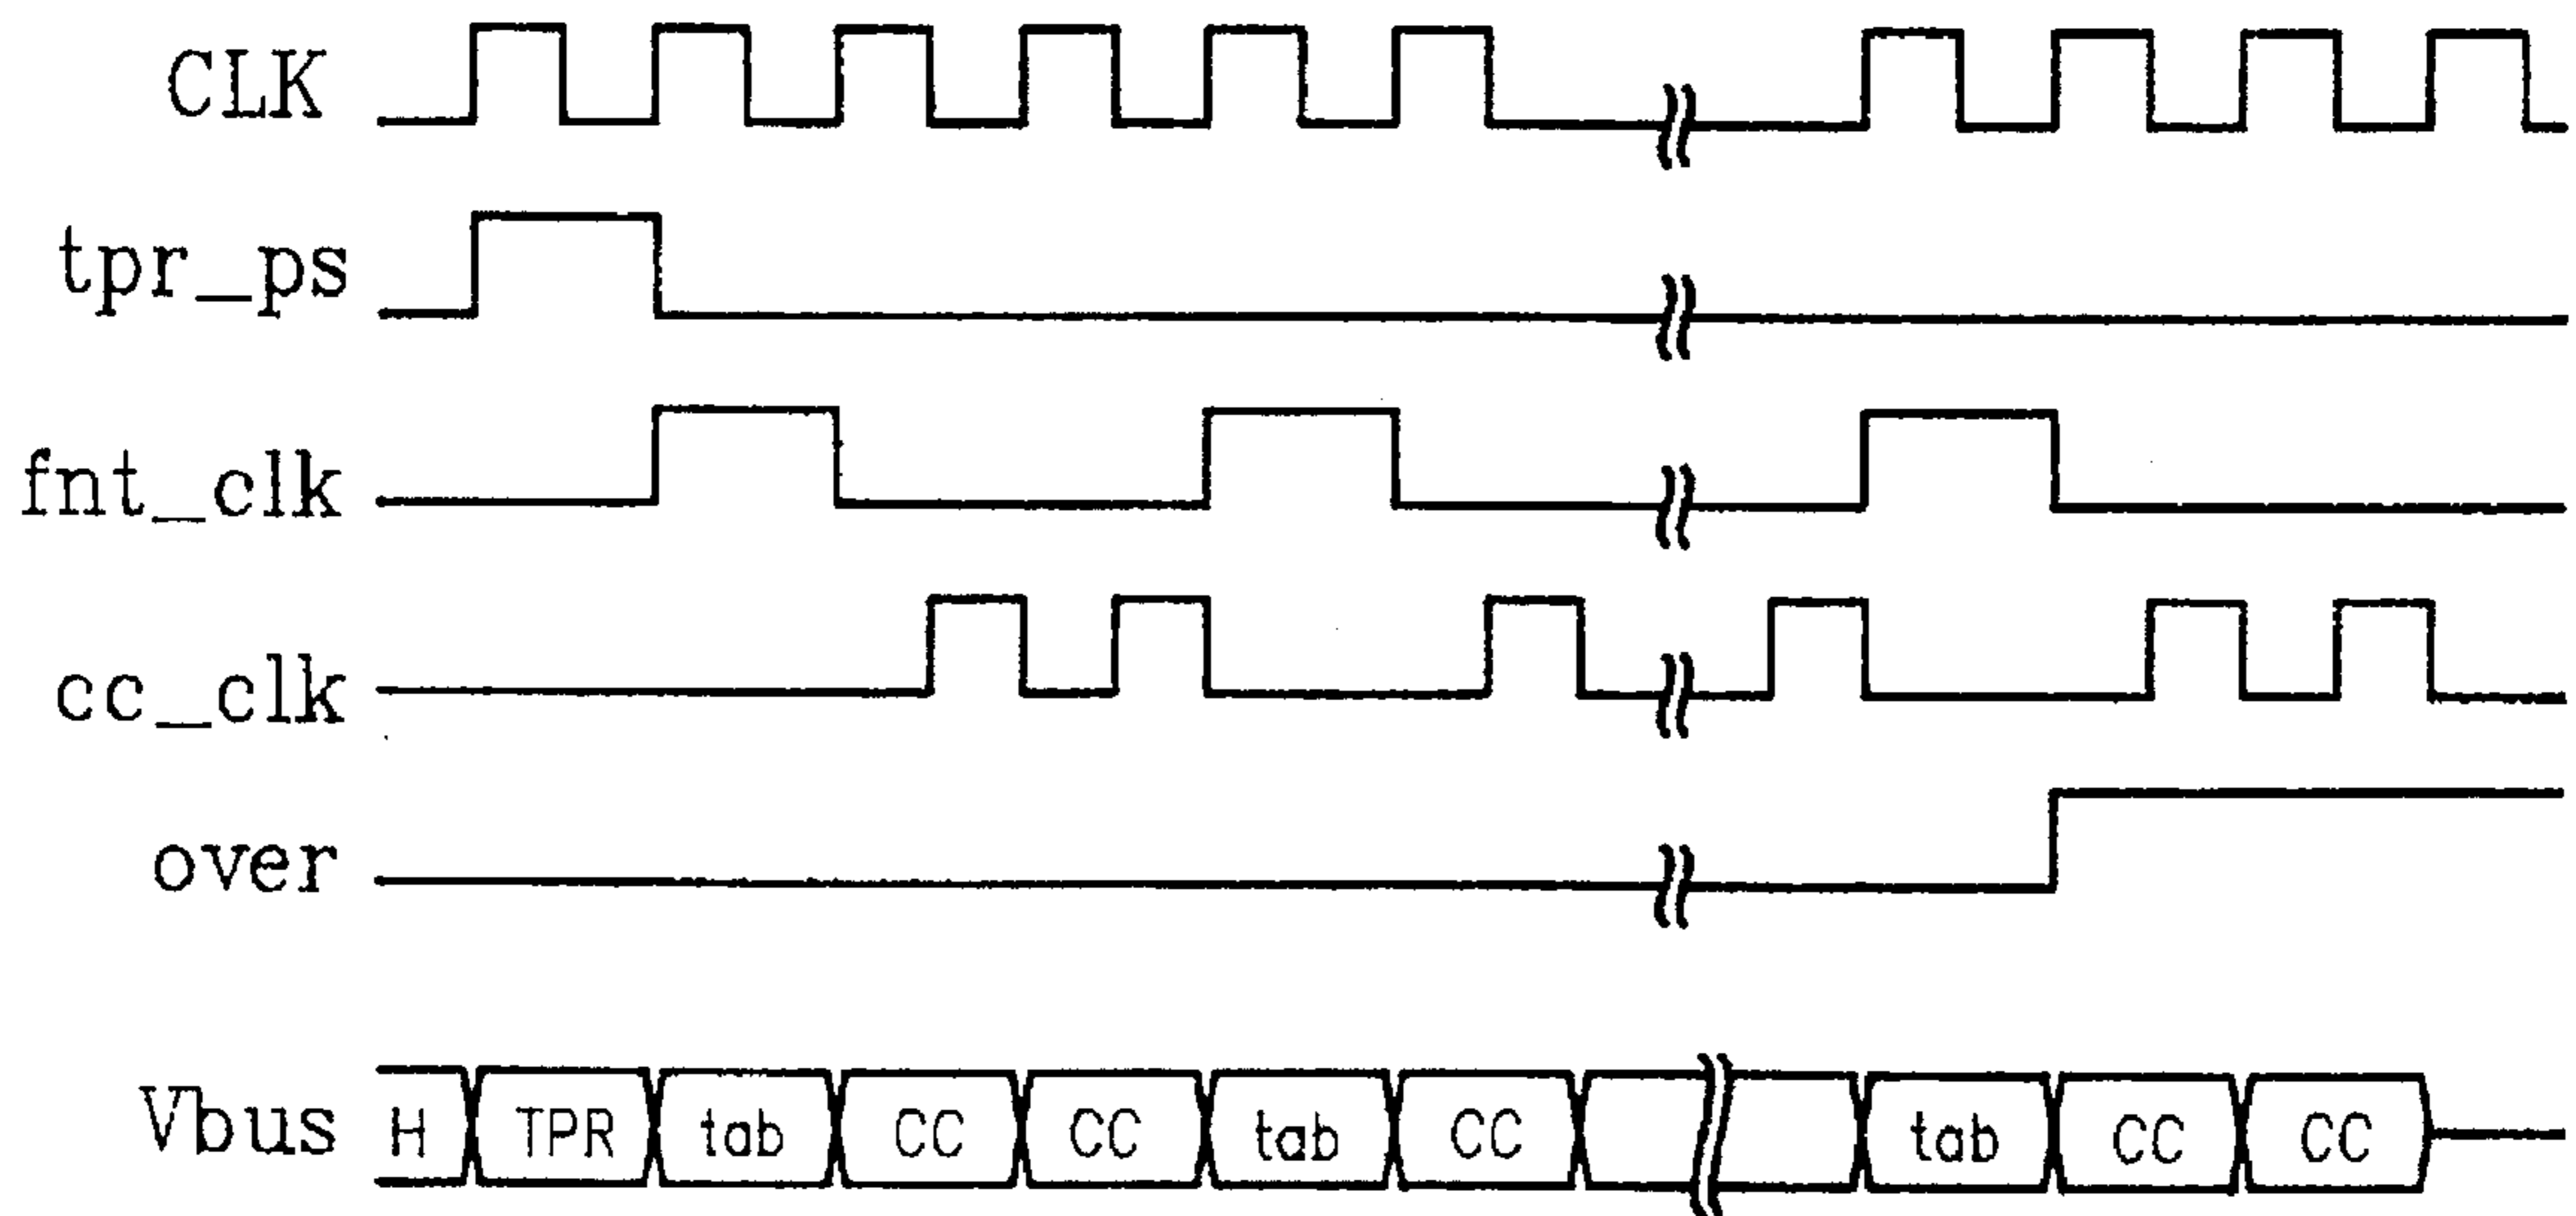 CLK
tpr_ps
fnt_clk
cc_clk
over
Vbus H TPR tab CC CC tab CC tab CC CC